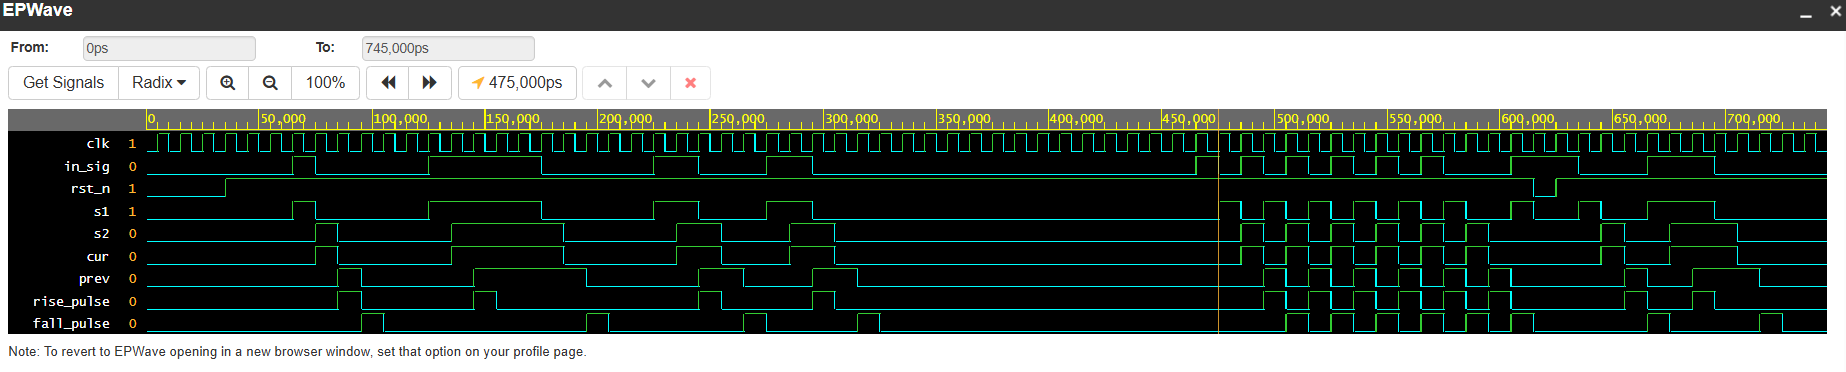 EPWave
From: 0ps To: 745,000ps
Get Signals Radix 100% 475,000ps
0 50,000 100,000 150,000 200,000 250,000 300,000 350,000 400,000 450,000 500,000 550,000 600,000 650,000 700,000
clk 1
in_sig 0
rst_n 1
s1 1
s2 0
cur 0
prev 0
rise_pulse 0
fall_pulse 0
Note: To revert to EPWave opening in a new browser window, set that option on your profile page.